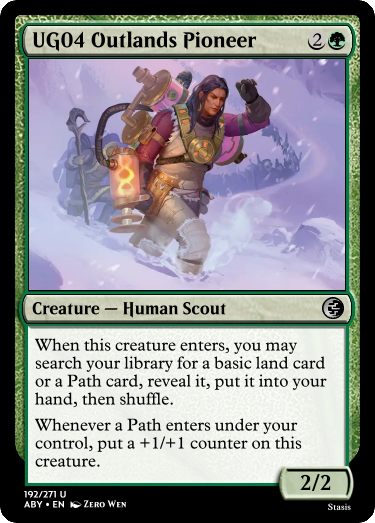 UG04 Outlands Pioneer 2
Creature — Human Scout
When this creature enters, you may
search your library for a basic land card
or a Path card, reveal it, put it into your
hand, then shuffle.
Whenever a Path enters under your
control, put a +1/+1 counter on this
creature.
2/2
192/271 U
ABY • EN Zero Wen
Stasis